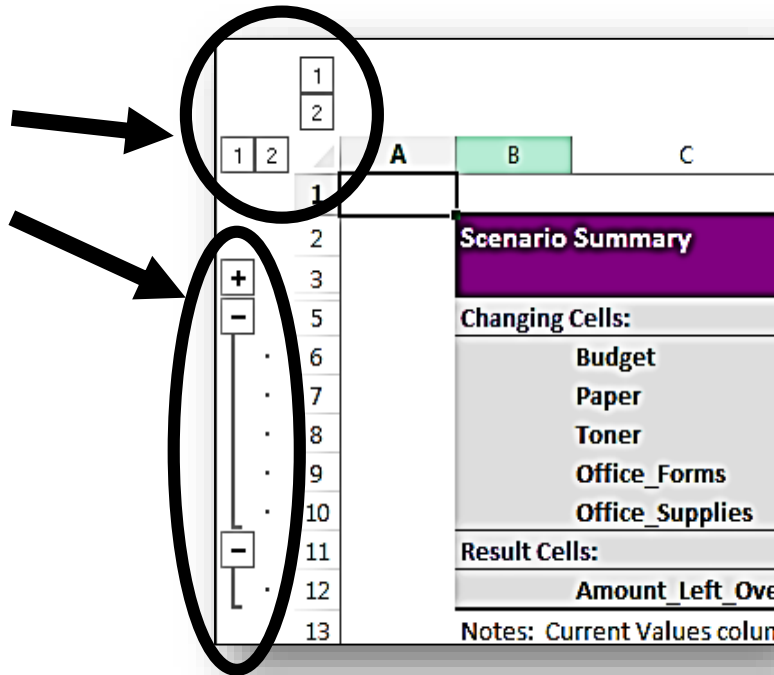 1
2
1 2 A B C
1
2 Scenario Summary
+ 3
− 5 Changing Cells:
6 Budget
7 Paper
8 Toner
9 Office_Forms
10 Office_Supplies
− 11 Result Cells:
12 Amount_Left_Ove
13 Notes: Current Values colum